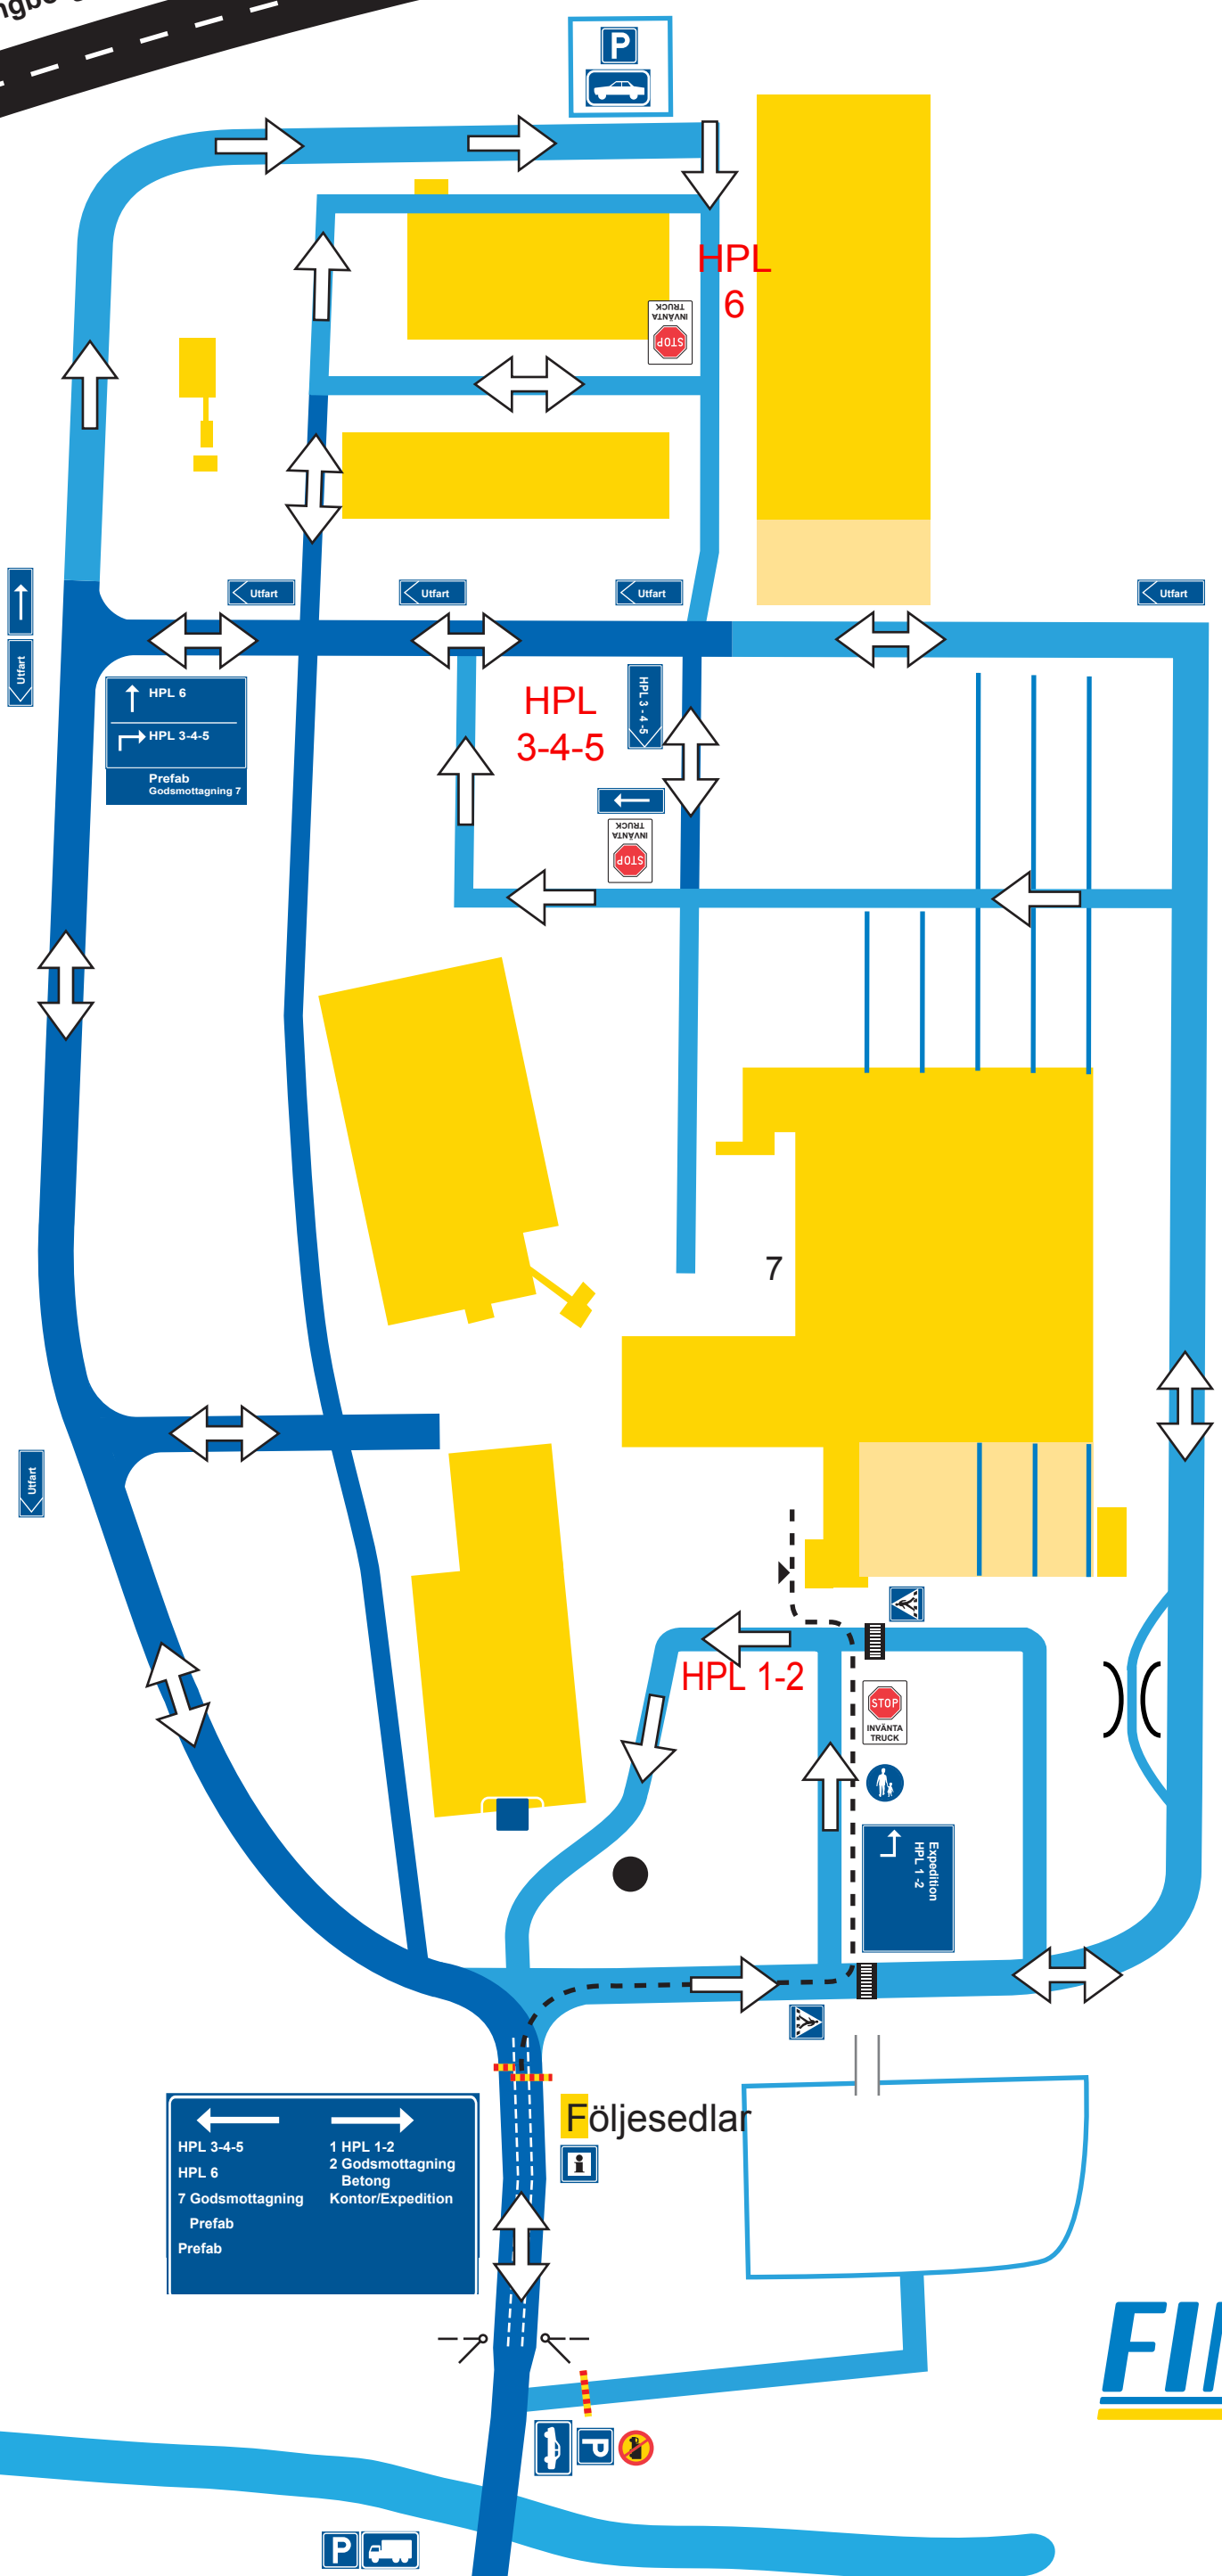 P
HPL
6
INVÄNTA
TRUCK
STOP
Utfart
Utfart
Utfart
Utfart
Utfart
HPL 6
HPL 3-4-5
Prefab
Godsmottagning 7
HPL
3-4-5
HPL 3 - 4 -5
INVÄNTA
TRUCK
STOP
7
Utfart
HPL 1-2
STOP
INVÄNTA
TRUCK
Expedition
HPL 1 -2
Följesedlar
i
HPL 3-4-5
HPL 6
7 Godsmottagning
Prefab
Prefab
1 HPL 1-2
2 Godsmottagning
Betong
Kontor/Expedition
P
P